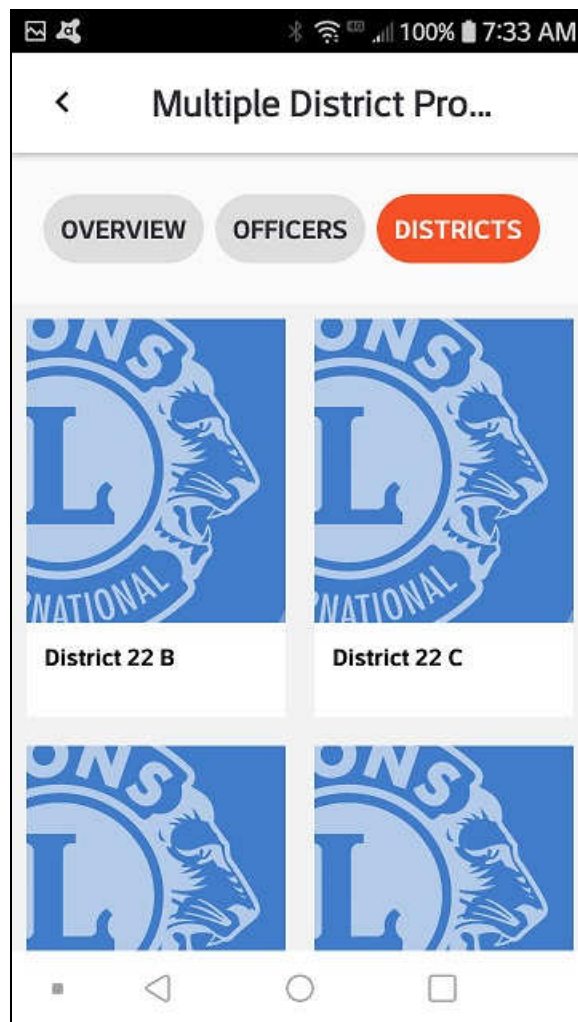 100% 7:33 AM
Multiple District Pro...
OVERVIEW OFFICERS DISTRICTS
ONS ONS
L L
NATIONAL NATIONAL
District 22 B District 22 C
ONS ONS
L L